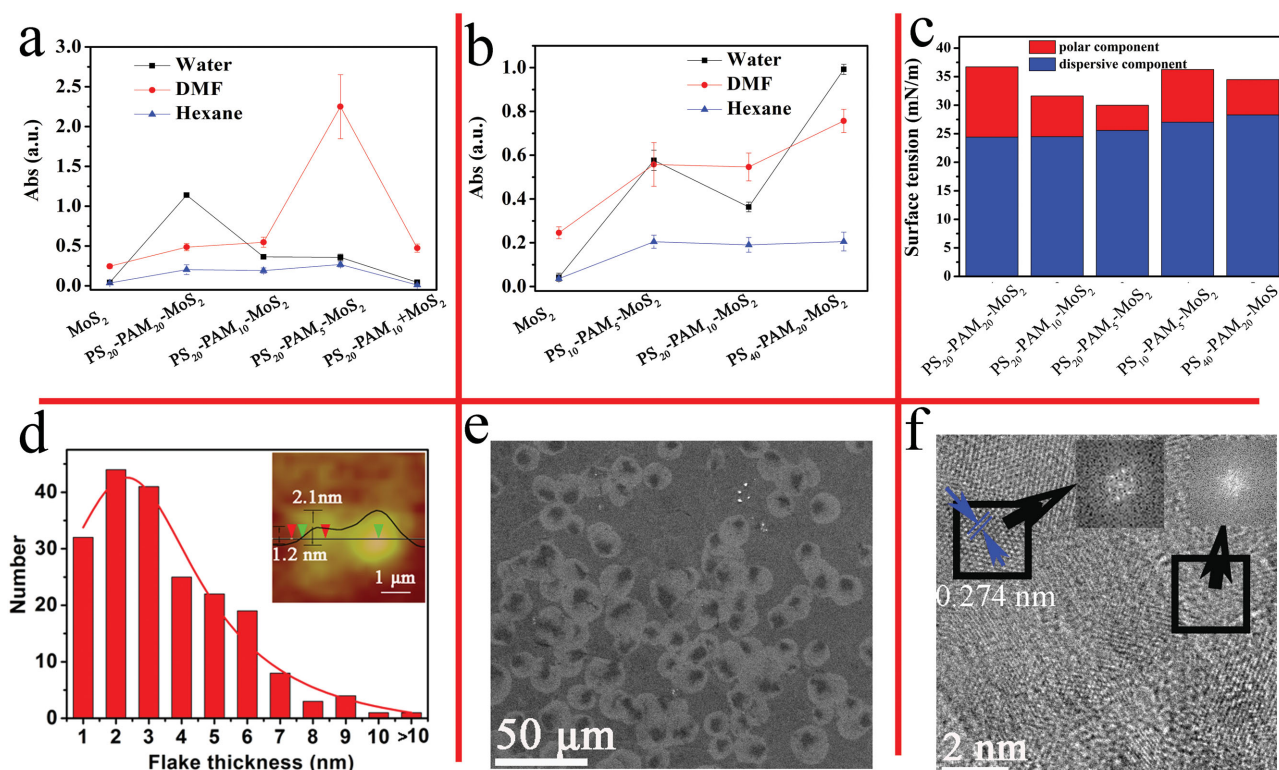 a
3.0
2.5
2.0
1.5
1.0
0.5
0.0
Abs (a.u.)
Water
DMF
Hexane
MoS₂
PS₂₀-PAM₂₀-MoS₂
PS₂₀-PAM₁₀-MoS₂
PS₂₀-PAM₅-MoS₂
PS₂₀-PAM₁₀+MoS₂
b
1.0
0.8
0.6
0.4
0.2
0.0
Abs (a.u.)
Water
DMF
Hexane
MoS₂
PS₁₀-PAM₅-MoS₂
PS₂₀-PAM₁₀-MoS₂
PS₄₀-PAM₂₀-MoS₂
c
40
35
30
25
20
15
10
5
0
Surface tension (mN/m)
polar component
dispersive component
PS₂₀-PAM₂₀-MoS₂
PS₂₀-PAM₁₀-MoS₂
PS₂₀-PAM₅-MoS₂
PS₁₀-PAM₅-MoS₂
PS₄₀-PAM₂₀-MoS
d
40
30
20
10
0
Number
2.1nm
1.2 nm
1 μm
1 2 3 4 5 6 7 8 9 10 >10
Flake thickness (nm)
e
50 μm
f
0.274 nm
2 nm